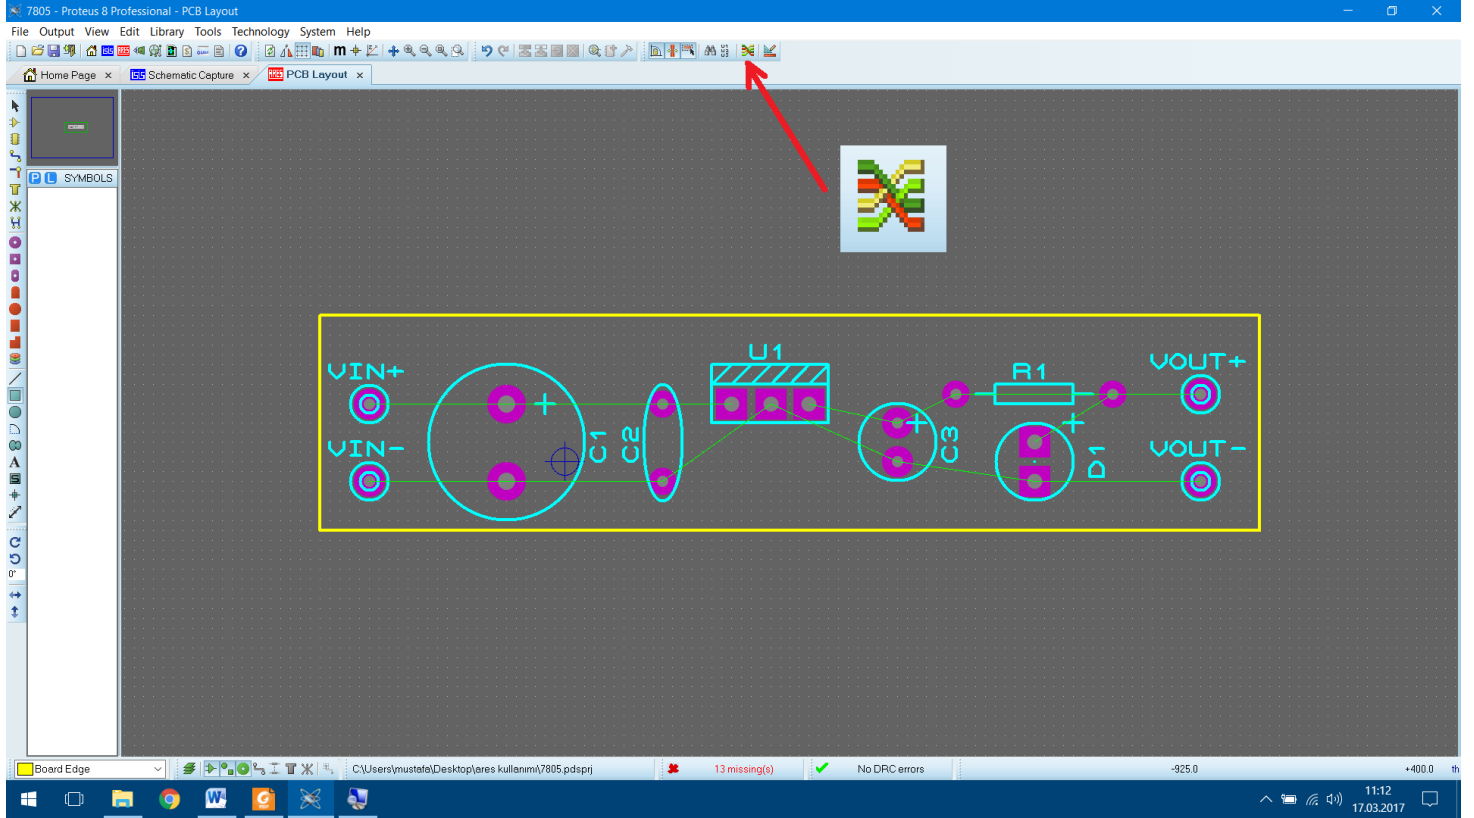 7805 - Proteus 8 Professional - PCB Layout
File Output View Edit Library Tools Technology System Help
Home Page Schematic Capture PCB Layout
P L SYMBOLS
U1
VIN+ R1 VOUT+
VIN- C1 C2 C3 D1 VOUT-
0°
Board Edge C:\Users\mustafa\Desktop\ares kullanımı\7805.pdsprj 13 missing(s) No DRC errors -925.0 +400.0 th
11:12
17.03.2017